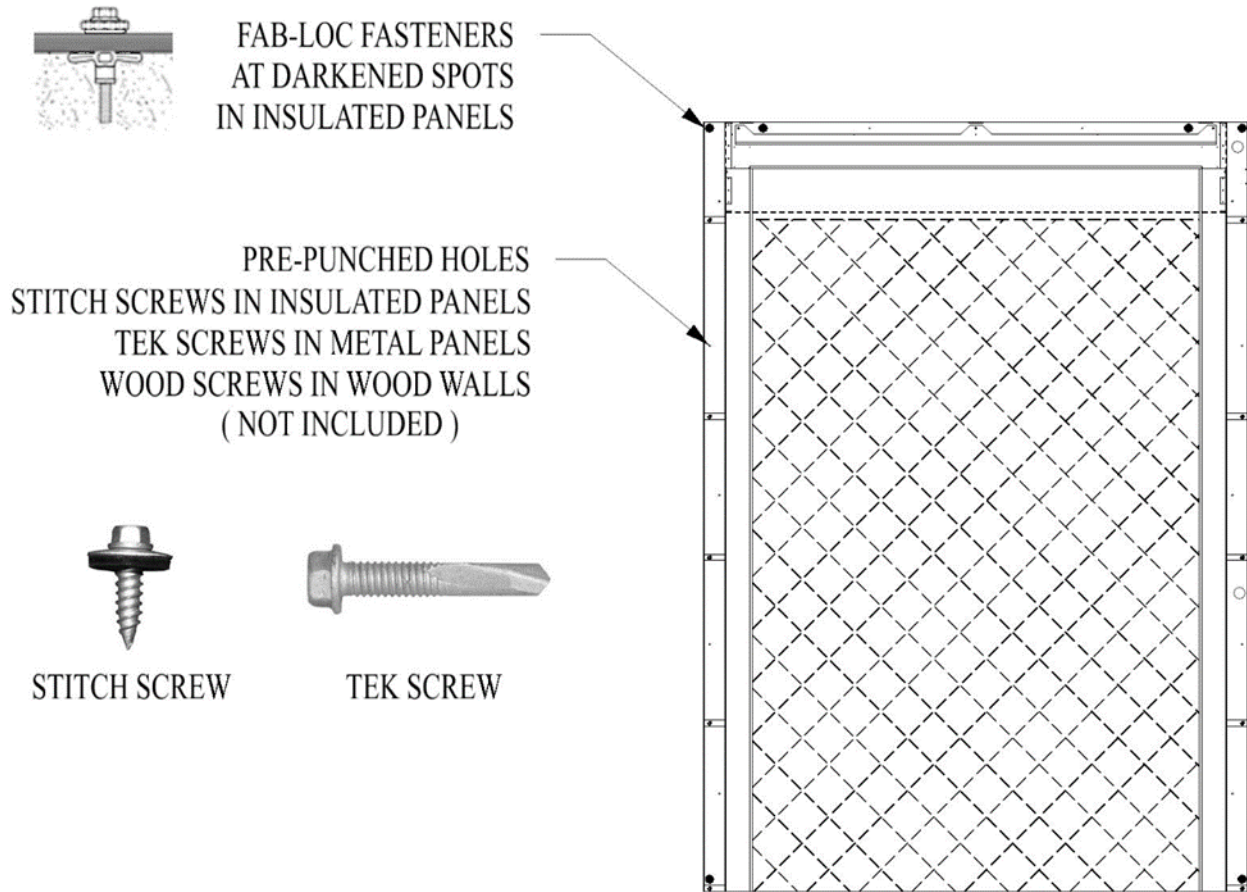 FAB-LOC FASTENERS
AT DARKENED SPOTS
IN INSULATED PANELS
PRE-PUNCHED HOLES
STITCH SCREWS IN INSULATED PANELS
TEK SCREWS IN METAL PANELS
WOOD SCREWS IN WOOD WALLS
( NOT INCLUDED )
STITCH SCREW
TEK SCREW